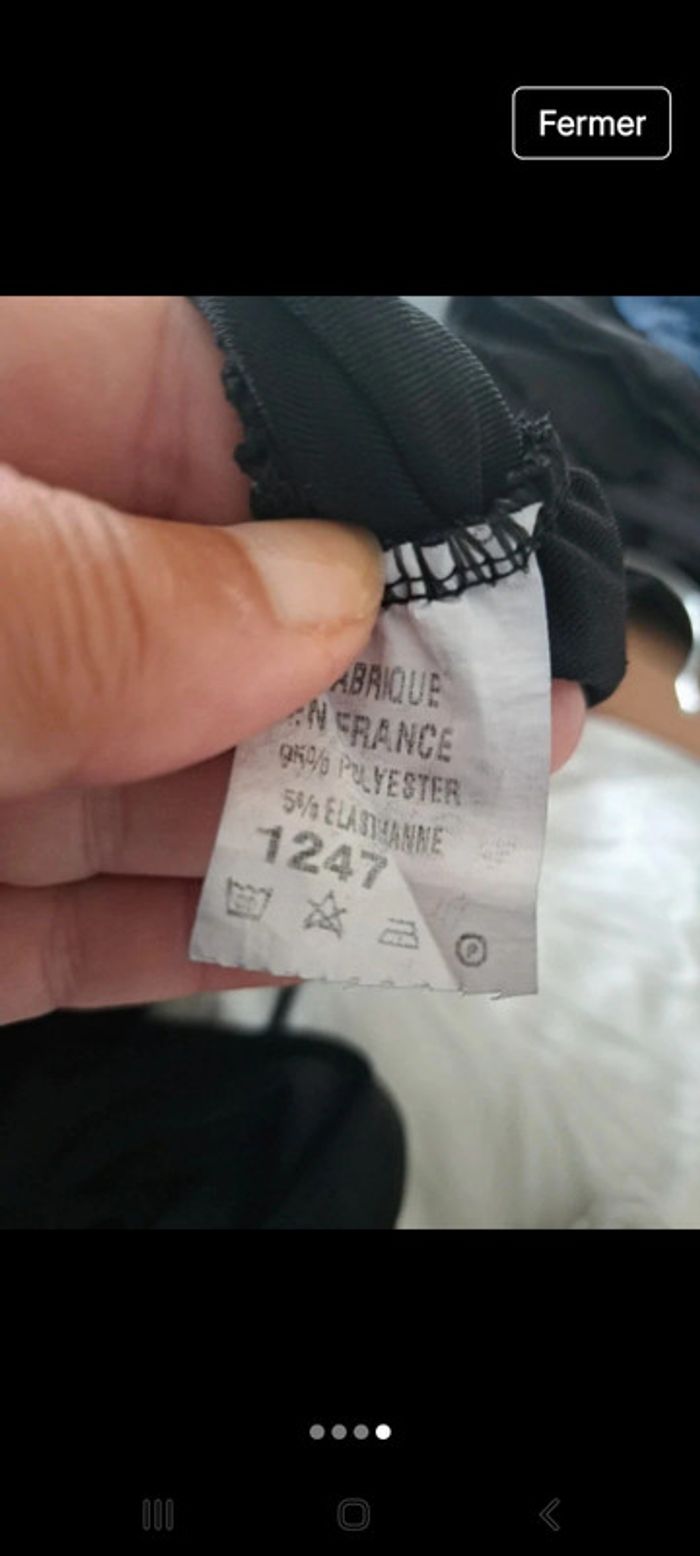 Fermer
ABRIQUE
EN FRANCE
95% POLYESTER
5% ELASTHANNE
1247
P